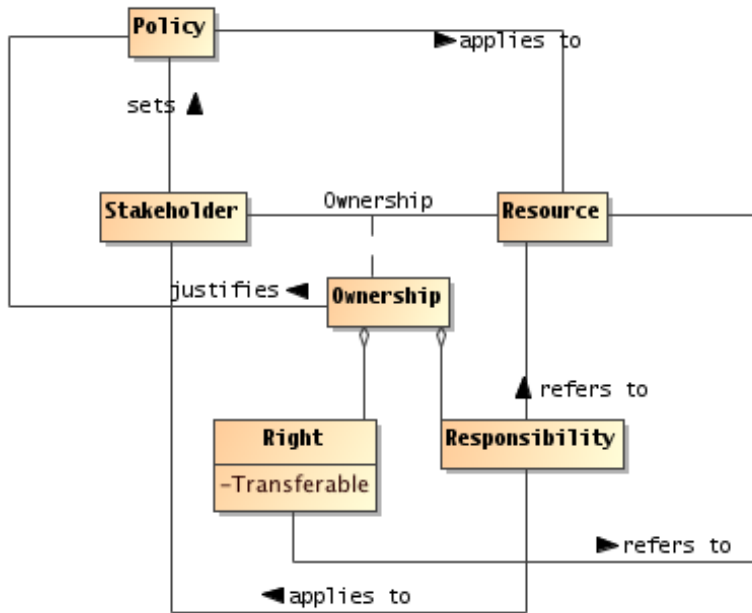 Policy
applies to
sets
Stakeholder
Ownership
Resource
justifies
Ownership
refers to
Right
Responsibility
-Transferable
refers to
applies to